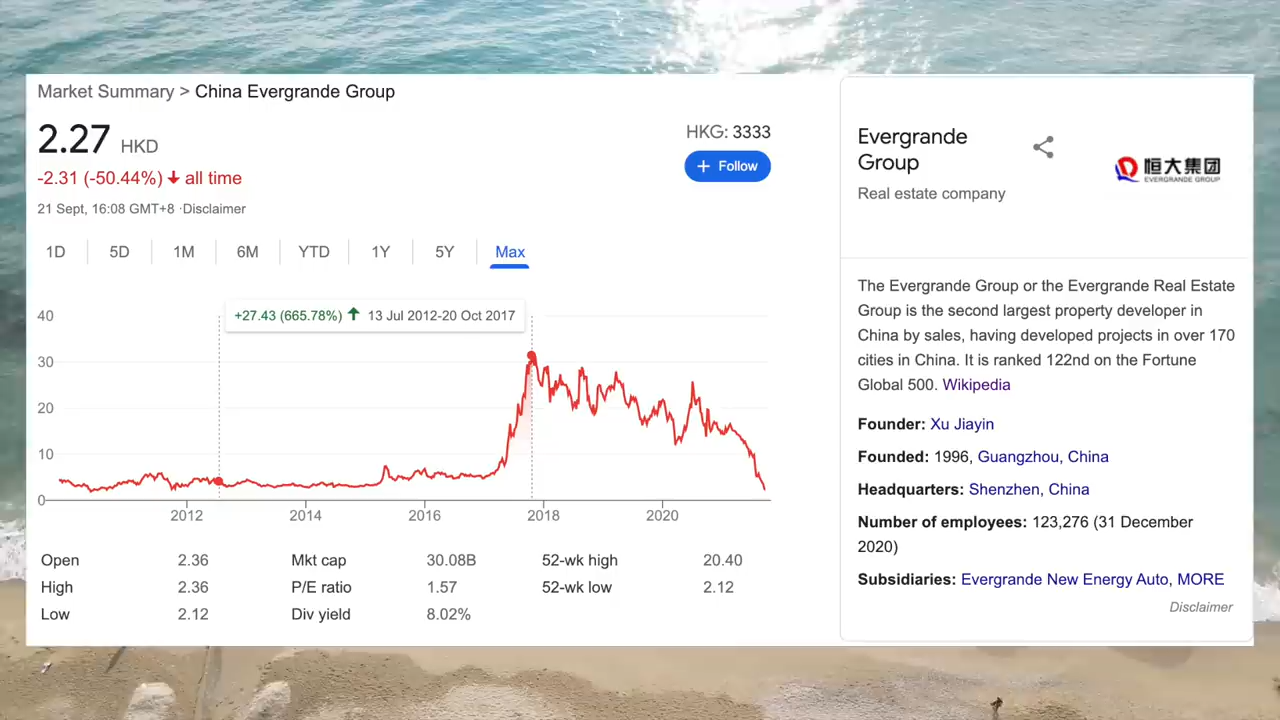 Market Summary > China Evergrande Group
2.27 HKD
-2.31 (-50.44%) ↓ all time
21 Sept, 16:08 GMT+8 ·Disclaimer
HKG: 3333
+ Follow
1D 5D 1M 6M YTD 1Y 5Y Max
+27.43 (665.78%) ↑ 13 Jul 2012-20 Oct 2017
40
30
20
10
0
2012 2014 2016 2018 2020
Open 2.36 Mkt cap 30.08B 52-wk high 20.40
High 2.36 P/E ratio 1.57 52-wk low 2.12
Low 2.12 Div yield 8.02%
Evergrande
Group
Real estate company
恒大集团
EVERGRANDE GROUP
The Evergrande Group or the Evergrande Real Estate
Group is the second largest property developer in
China by sales, having developed projects in over 170
cities in China. It is ranked 122nd on the Fortune
Global 500. Wikipedia
Founder: Xu Jiayin
Founded: 1996, Guangzhou, China
Headquarters: Shenzhen, China
Number of employees: 123,276 (31 December
2020)
Subsidiaries: Evergrande New Energy Auto, MORE
Disclaimer